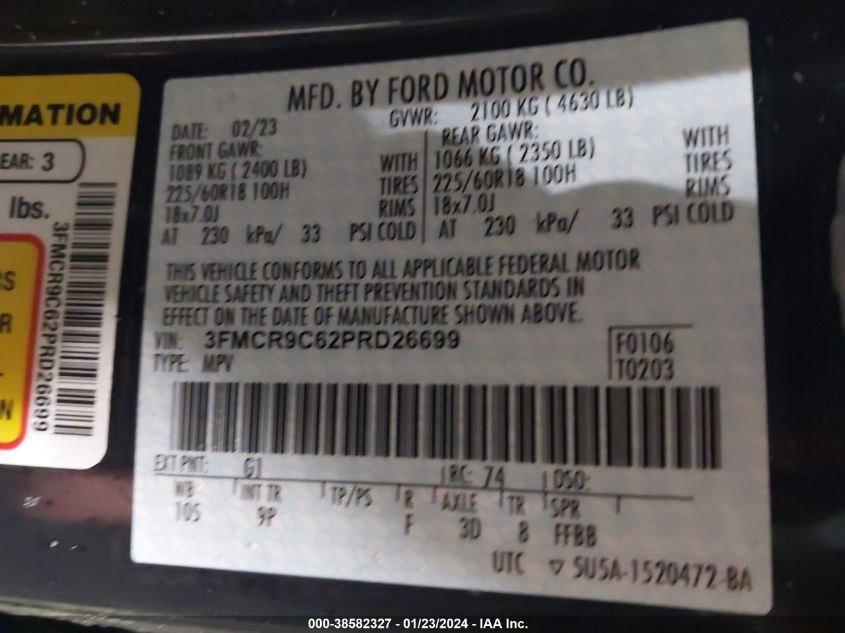 MATION
EAR: 3
lbs.
3FMCR9C62PRD26699
RS
R
N
MFD. BY FORD MOTOR CO.
DATE: 02/23 GVWR: 2100 KG ( 4630 LB)
FRONT GAWR: REAR GAWR:
1089 KG ( 2400 LB) WITH 1066 KG ( 2350 LB) WITH
225/60R18 100H TIRES 225/60R18 100H TIRES
18x7.0J RIMS 18x7.0J RIMS
AT 230 kPa/ 33 PSI COLD AT 230 kPa/ 33 PSI COLD
THIS VEHICLE CONFORMS TO ALL APPLICABLE FEDERAL MOTOR
VEHICLE SAFETY AND THEFT PREVENTION STANDARDS IN
EFFECT ON THE DATE OF MANUFACTURE SHOWN ABOVE.
VIN: 3FMCR9C62PRD26699 F0106
TYPE: MPV T0203
EXT PNT: G1 RC: 74 DSO:
WB INT TR TP/PS R AXLE TR SPR
105 9P F 3D 8 FFBB
UTC ▽ 5U5A-1520472-BA
000-38582327 - 01/23/2024 - IAA Inc.